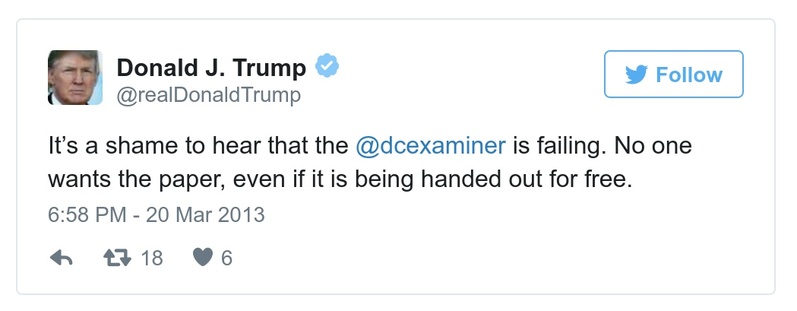 Donald J. Trump
@realDonaldTrump
Follow
It’s a shame to hear that the @dcexaminer is failing. No one
wants the paper, even if it is being handed out for free.
6:58 PM - 20 Mar 2013
18 6